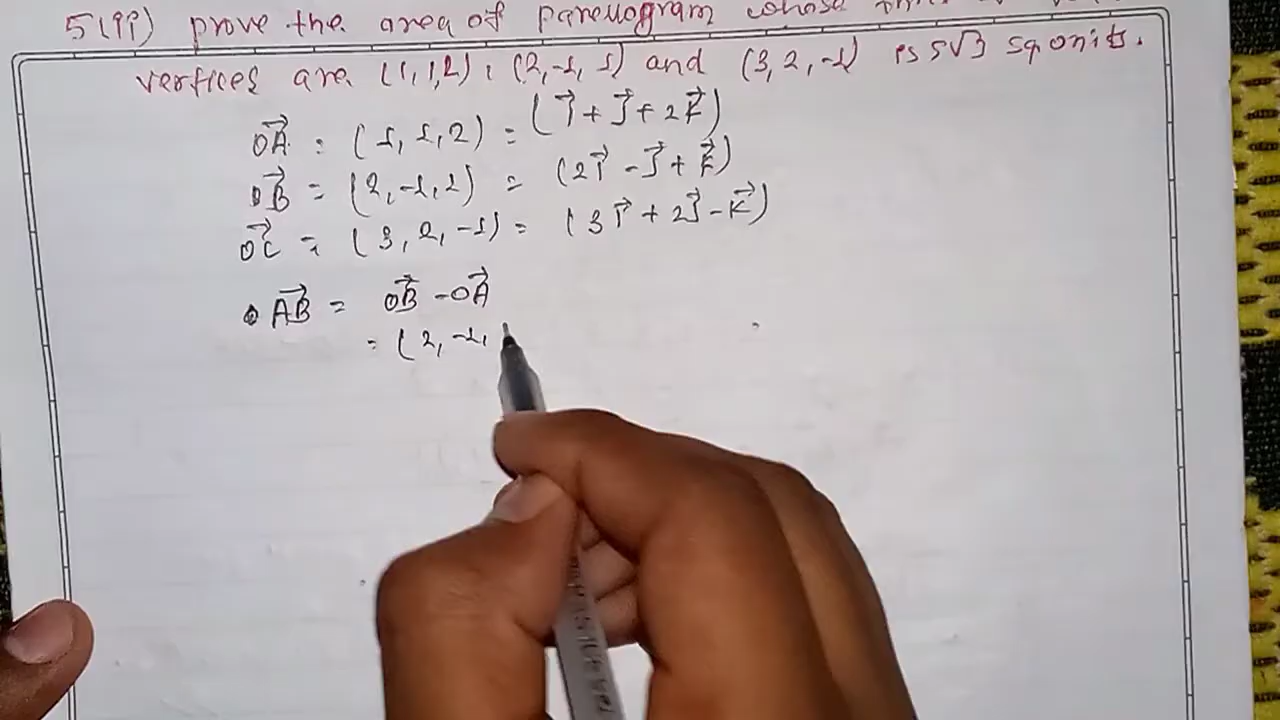 5(ii) prove the area of parellogram whose
vertices are (1,1,2), (2,-1,1) and (3,2,-1) is 5√3 sq units.
OA⃗ = (1, 1, 2) = (i⃗ + j⃗ + 2k⃗)
OB⃗ = (2, -1, 1) = (2i⃗ - j⃗ + k⃗)
OC⃗ = (3, 2, -1) = (3i⃗ + 2j⃗ - k⃗)
AB⃗ = OB⃗ - OA⃗
= (2, -1,